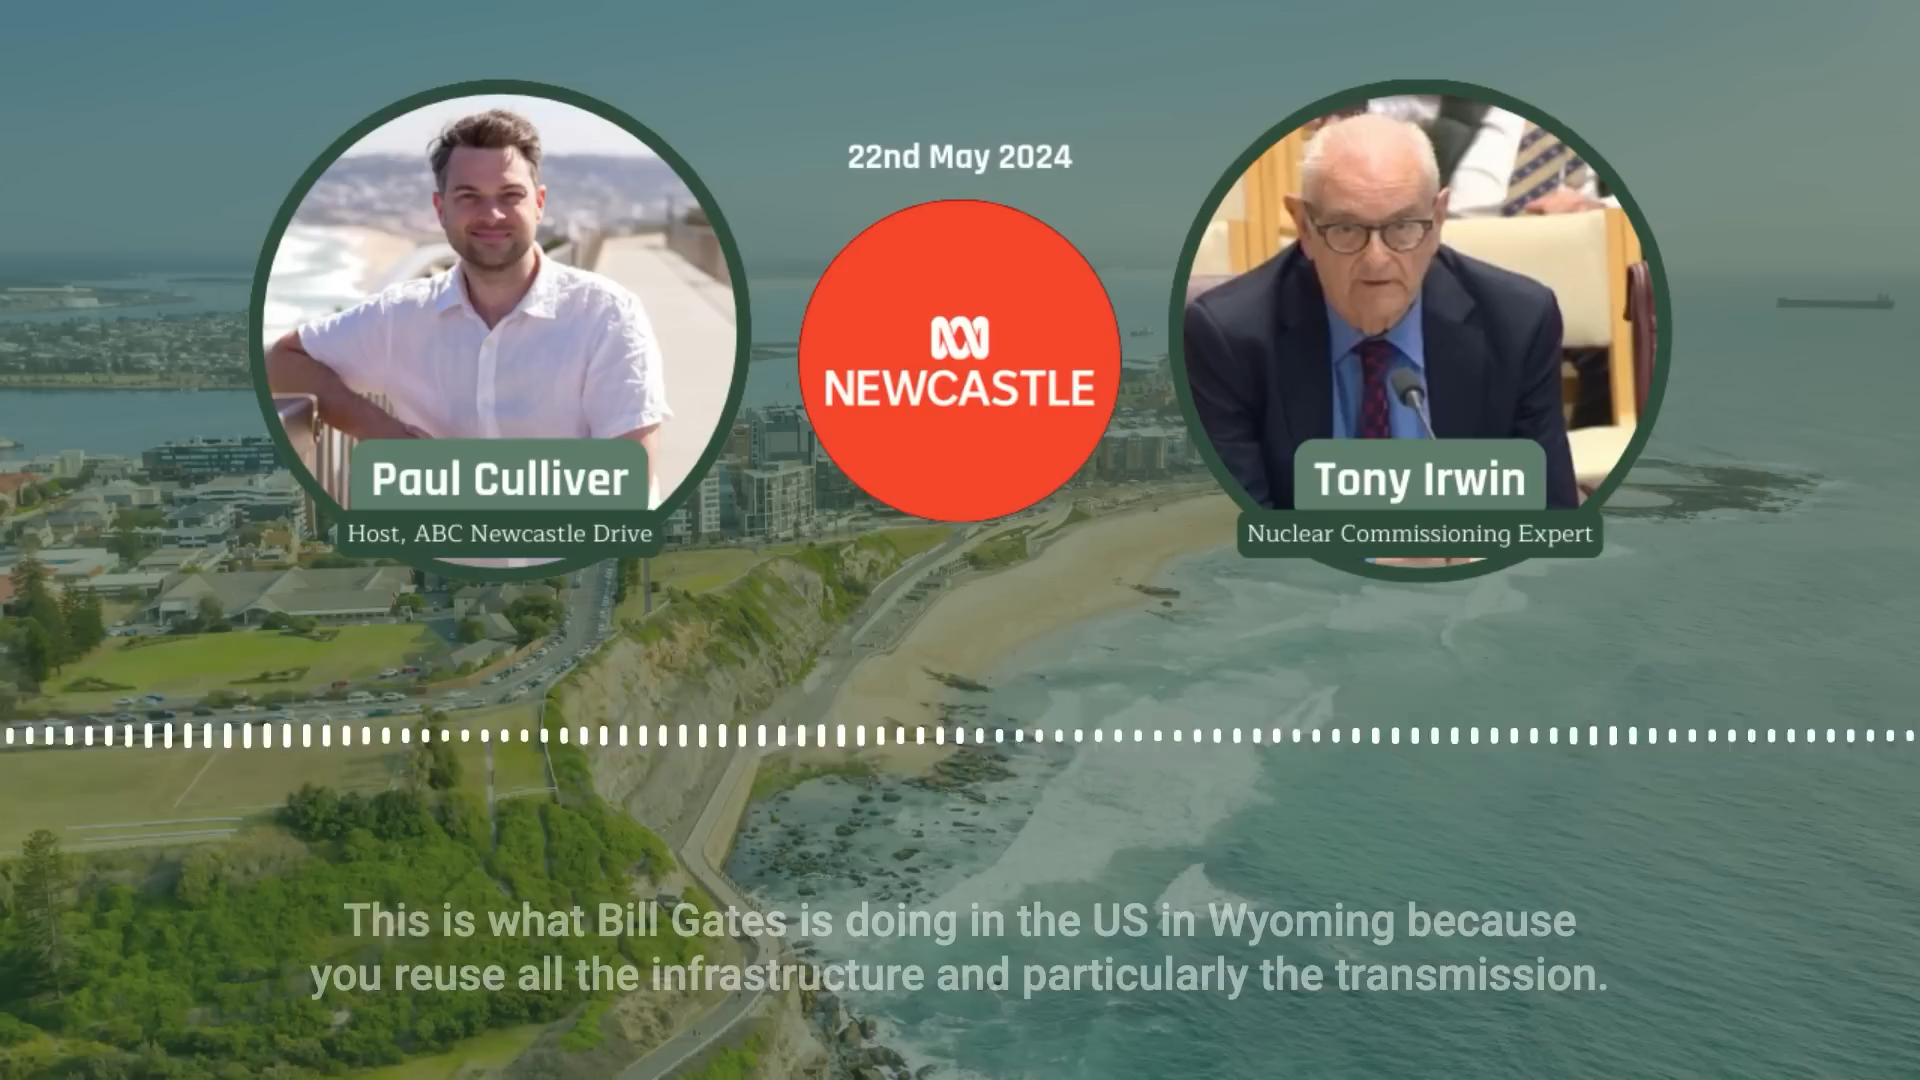 22nd May 2024
NEWCASTLE
Paul Culliver
Host, ABC Newcastle Drive
Tony Irwin
Nuclear Commissioning Expert
This is what Bill Gates is doing in the US in Wyoming because
you reuse all the infrastructure and particularly the transmission.